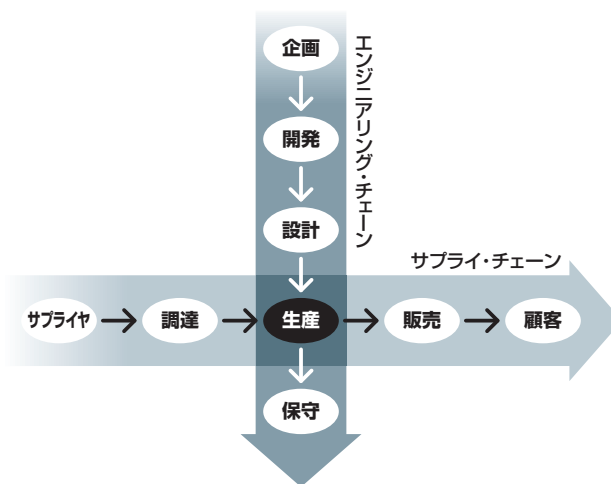 企画
エンジニアリング・チェーン
開発
設計
サプライ・チェーン
サプライヤ
調達
生産
販売
顧客
保守